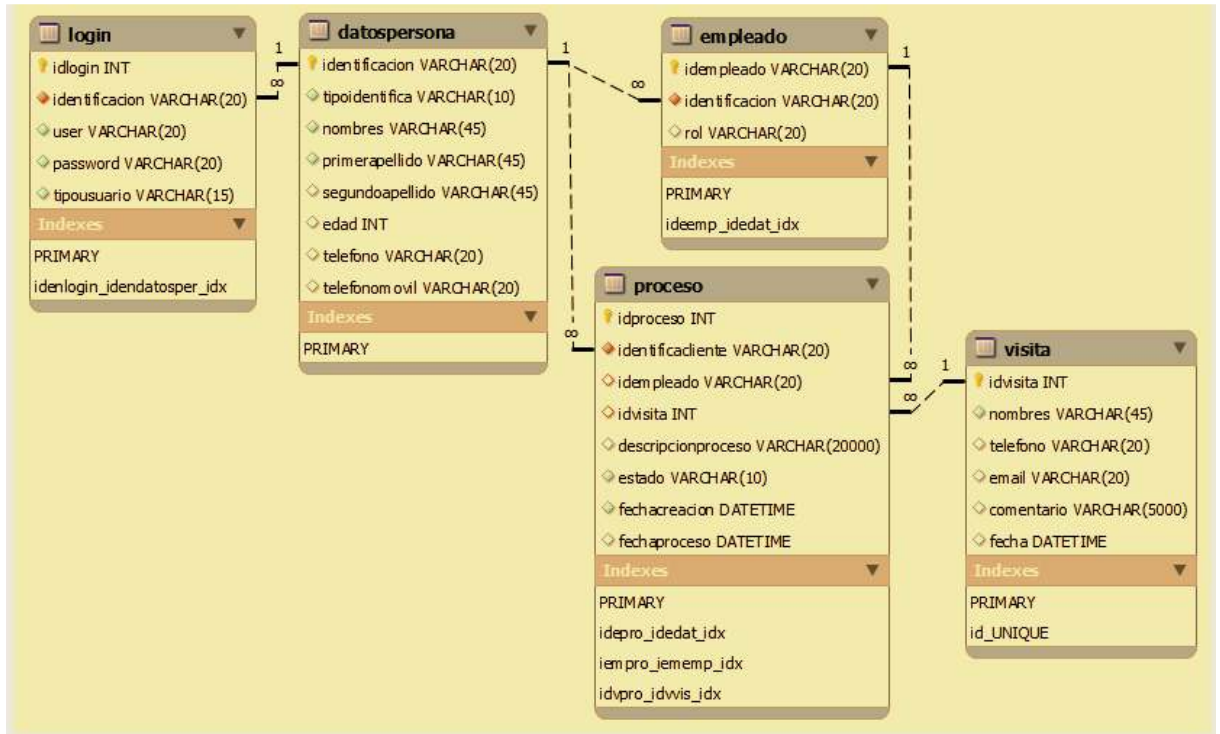 login
idlogin INT
identificacion VARCHAR(20)
user VARCHAR(20)
password VARCHAR(20)
tipousuario VARCHAR(15)
Indexes
PRIMARY
idenlogin_idendatosper_idx
1
∞
datospersona
identificacion VARCHAR(20)
tipoidentifica VARCHAR(10)
nombres VARCHAR(45)
primerapellido VARCHAR(45)
segundoapellido VARCHAR(45)
edad INT
telefono VARCHAR(20)
telefonomovil VARCHAR(20)
Indexes
PRIMARY
1
∞
∞
empleado
idempleado VARCHAR(20)
identificacion VARCHAR(20)
rol VARCHAR(20)
Indexes
PRIMARY
ideemp_idedat_idx
1
∞
proceso
idproceso INT
identificacliente VARCHAR(20)
idempleado VARCHAR(20)
idvisita INT
descripcionproceso VARCHAR(20000)
estado VARCHAR(10)
fechacreacion DATETIME
fechaproceso DATETIME
Indexes
PRIMARY
idepro_idedat_idx
iempro_iememp_idx
idvpro_idvvis_idx
∞
1
visita
idvisita INT
nombres VARCHAR(45)
telefono VARCHAR(20)
email VARCHAR(20)
comentario VARCHAR(5000)
fecha DATETIME
Indexes
PRIMARY
id_UNIQUE